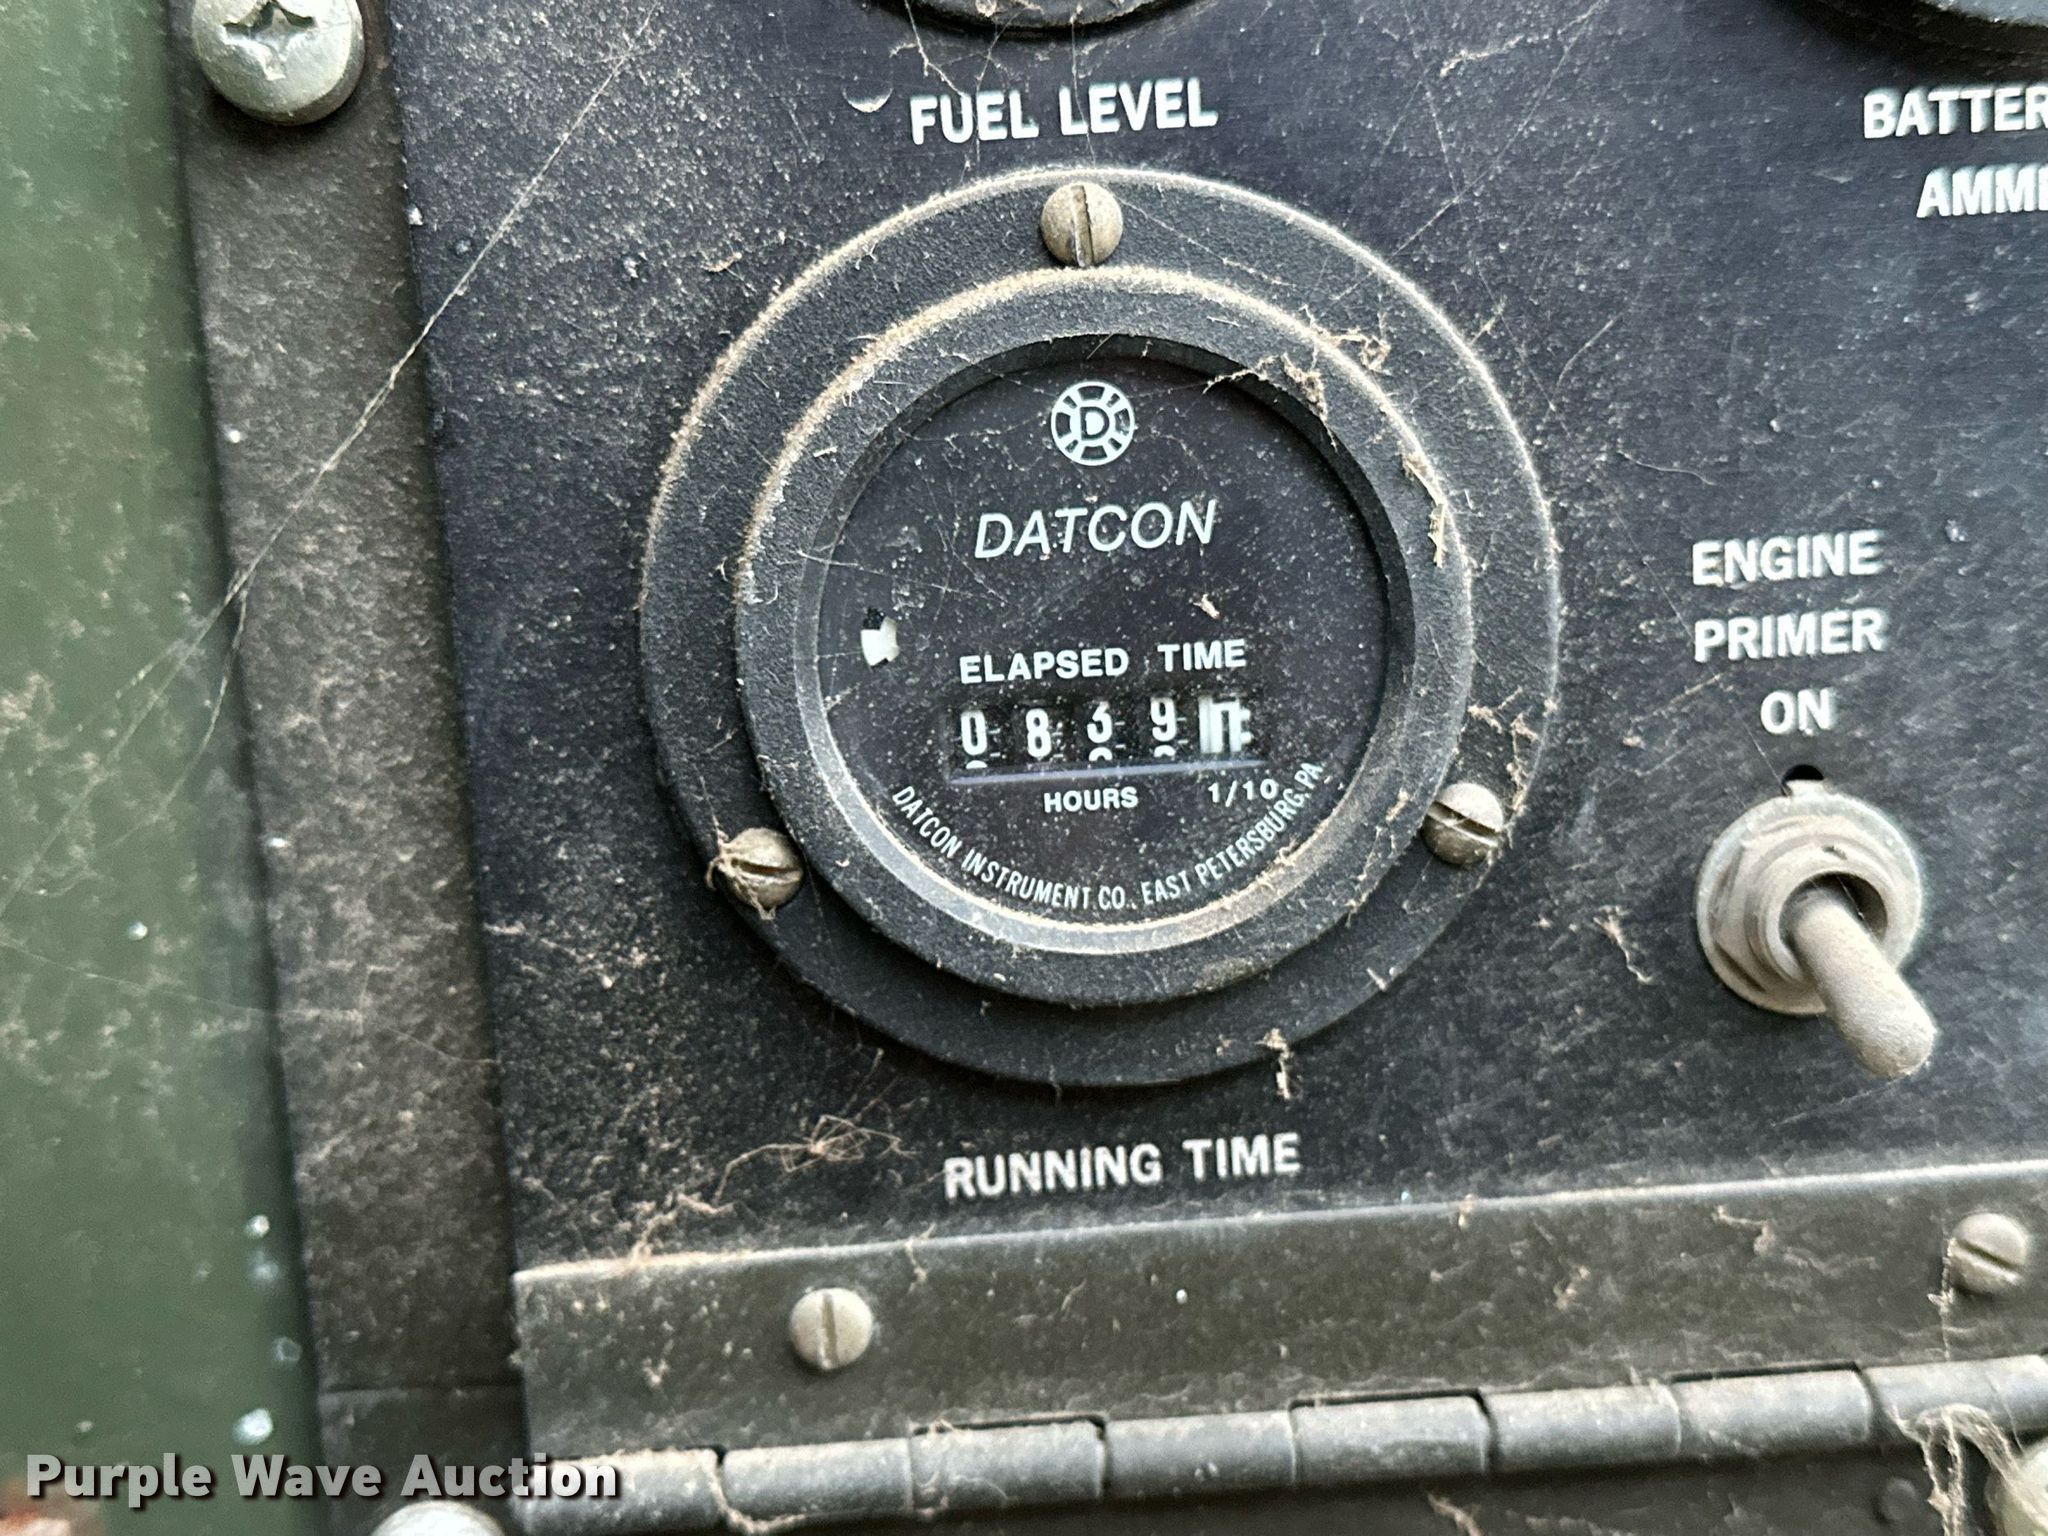 FUEL LEVEL
BATTER
AMME
D
DATCON
ELAPSED TIME
0 8 3 9
HOURS 1/10
DATCON INSTRUMENT CO., EAST PETERSBURG, PA
ENGINE
PRIMER
ON
RUNNING TIME
Purple Wave Auction